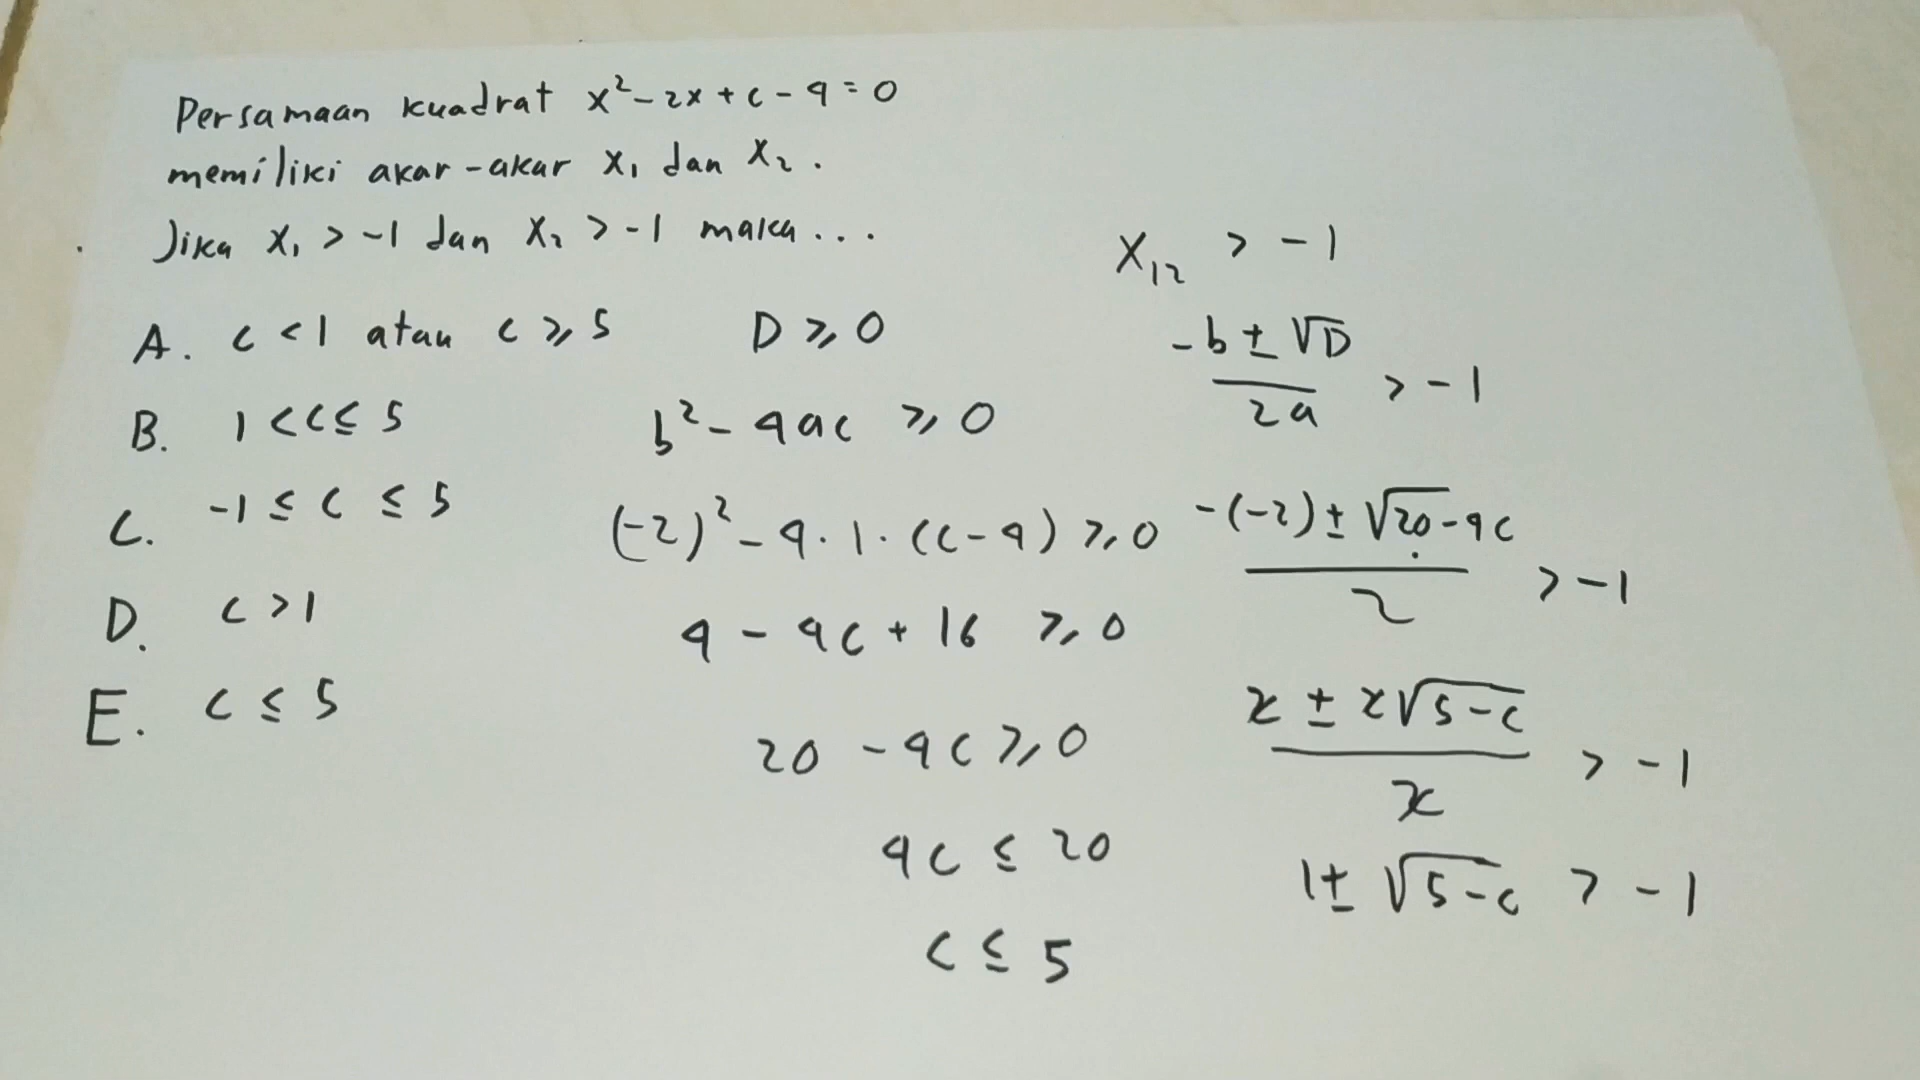 Persamaan kuadrat x² - 2x + c - 4 = 0
memiliki akar-akar x₁ dan x₂.
Jika x₁ > -1 dan x₂ > -1 maka...
A. c < 1 atau c ≥ 5
B. 1 < c ≤ 5
C. -1 ≤ c ≤ 5
D. c > 1
E. c ≤ 5
D ≥ 0
b² - 4ac ≥ 0
(-2)² - 4 · 1 · (c - 4) ≥ 0
4 - 4c + 16 ≥ 0
20 - 4c ≥ 0
4c ≤ 20
c ≤ 5
x₁₂ > -1
(-b ± √D) / 2a > -1
(-(-2) ± √20-4c) / 2 > -1
(2 ± 2√5-c) / 2 > -1
1 ± √5-c > -1